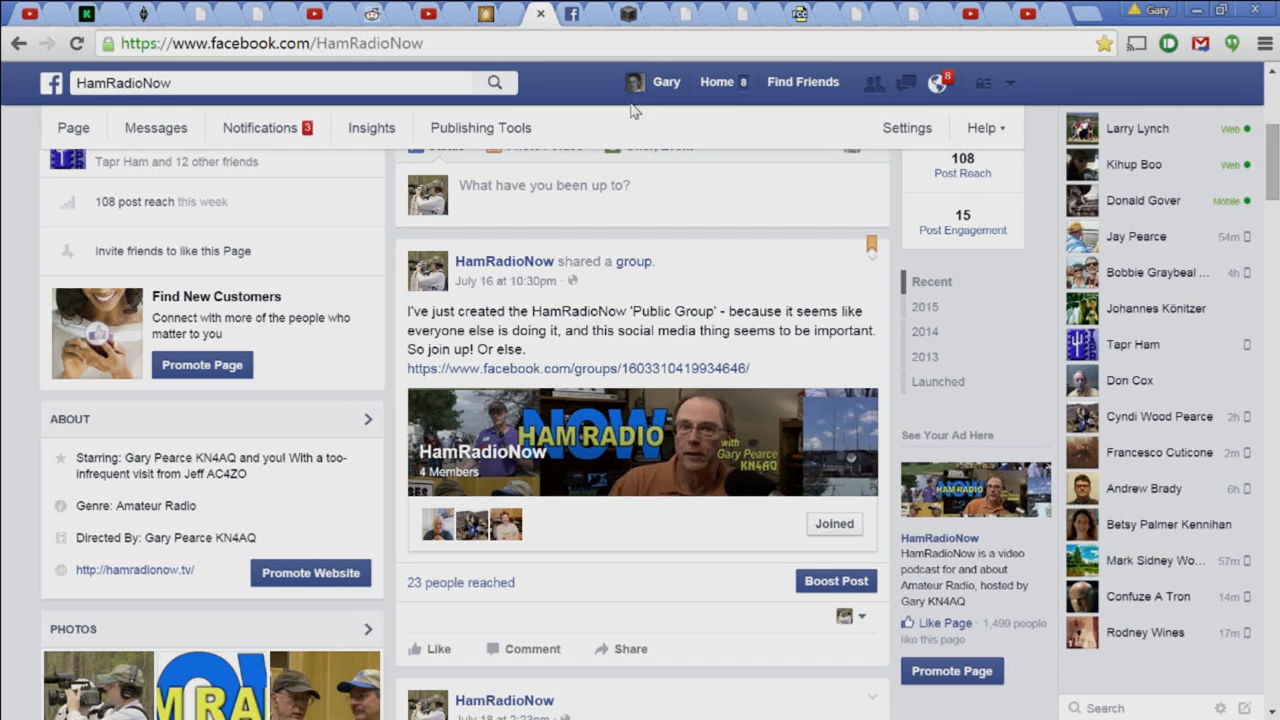 Gary
https://www.facebook.com/HamRadioNow
HamRadioNow
Gary
Home 8
Find Friends
8
Page
Messages
Notifications 3
Insights
Publishing Tools
Settings
Help
Tapr Ham and 12 other friends
108 post reach this week
Invite friends to like this Page
Find New Customers
Connect with more of the people who
matter to you
Promote Page
ABOUT
Starring: Gary Pearce KN4AQ and you! With a too-
infrequent visit from Jeff AC4ZO
Genre: Amateur Radio
Directed By: Gary Pearce KN4AQ
http://hamradionow.tv/
Promote Website
PHOTOS
What have you been up to?
HamRadioNow shared a group.
July 16 at 10:30pm ·
I've just created the HamRadioNow 'Public Group' - because it seems like
everyone else is doing it, and this social media thing seems to be important.
So join up! Or else.
https://www.facebook.com/groups/1603310419934646/
NOW
HAM RADIO
with
Gary Pearce
KN4AQ
HamRadioNow
4 Members
Joined
23 people reached
Boost Post
Like
Comment
Share
HamRadioNow
July 18 at 2:23pm ·
108
Post Reach
15
Post Engagement
Recent
2015
2014
2013
Launched
See Your Ad Here
HAM RADIO
HamRadioNow
HamRadioNow is a video
podcast for and about
Amateur Radio, hosted by
Gary KN4AQ
Like Page · 1,499 people
like this page
Promote Page
Larry Lynch Web
Kihup Boo Web
Donald Gover Mobile
Jay Pearce 54m
Bobbie Graybeal ... 4h
Johannes Könitzer
Tapr Ham
Don Cox
Cyndi Wood Pearce 2h
Francesco Cuticone 2m
Andrew Brady 6h
Betsy Palmer Kennihan
Mark Sidney Wo... 57m
Confuze A Tron 14m
Rodney Wines 17m
Search